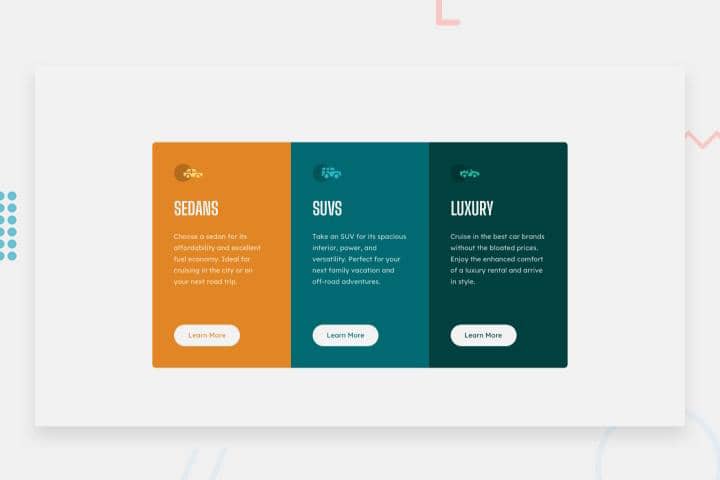 SEDANS
Choose a sedan for its
affordability and excellent
fuel economy. Ideal for
cruising in the city or on
your next road trip.
Learn More
SUVS
Take an SUV for its spacious
interior, power, and
versatility. Perfect for your
next family vacation and
off-road adventures.
Learn More
LUXURY
Cruise in the best car brands
without the bloated prices.
Enjoy the enhanced comfort
of a luxury rental and arrive
in style.
Learn More